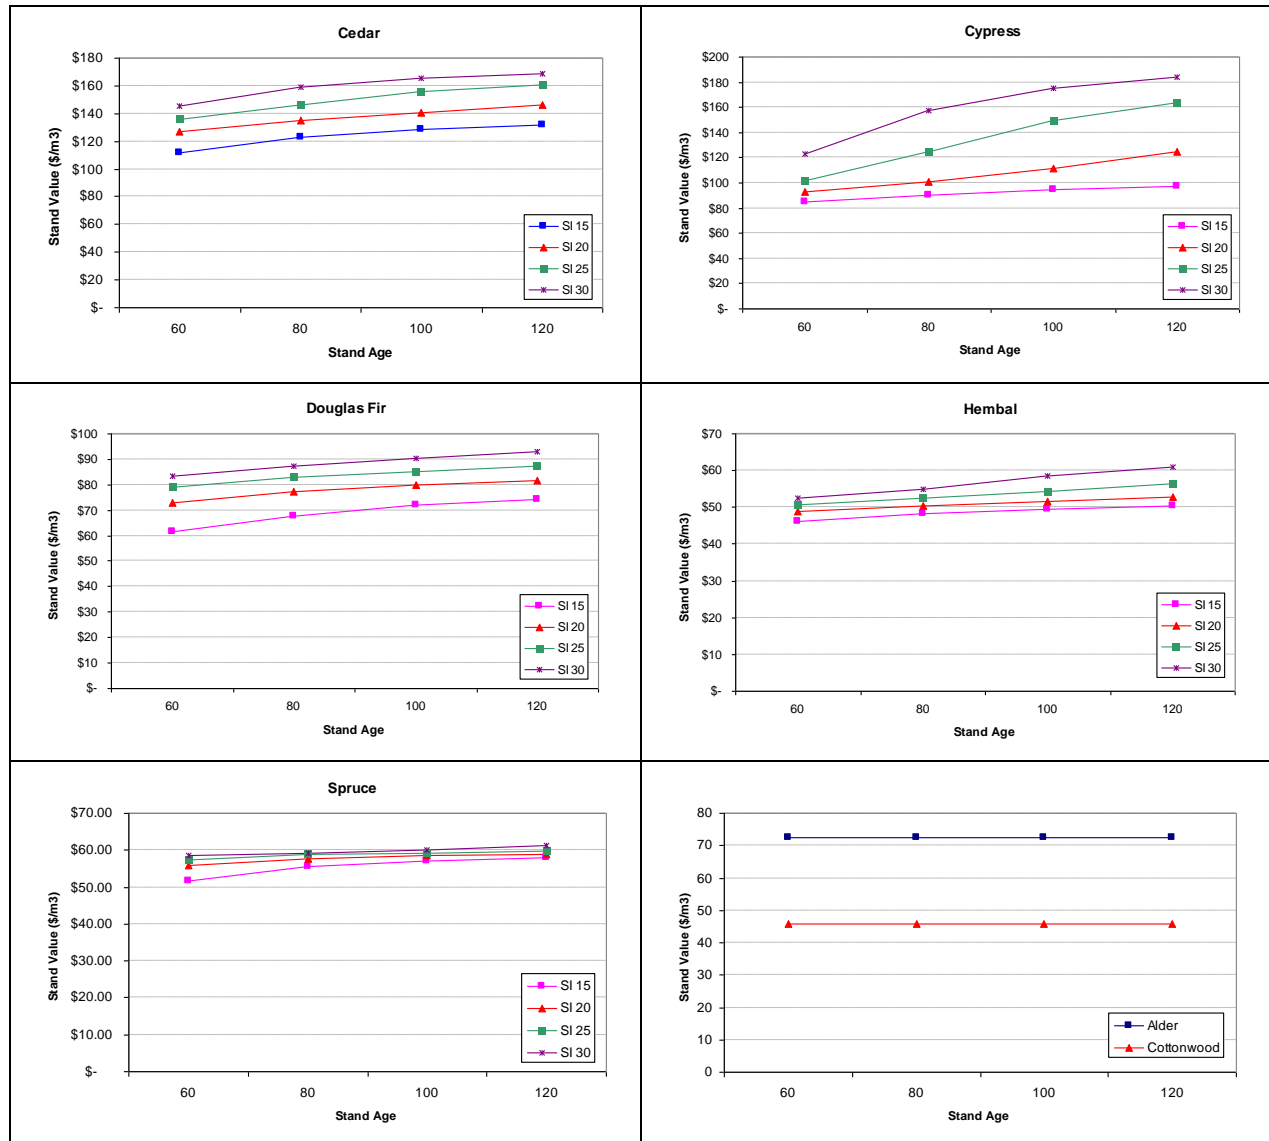 Cedar
Stand Value ($/m3)
$180
$160
$140
$120
$100
$80
$60
$40
$20
$-
60 80 100 120
Stand Age
SI 15
SI 20
SI 25
SI 30
Cypress
Stand Value ($/m3)
$200
$180
$160
$140
$120
$100
$80
$60
$40
$20
$-
60 80 100 120
Stand Age
SI 15
SI 20
SI 25
SI 30
Douglas Fir
Stand Value ($/m3)
$100
$90
$80
$70
$60
$50
$40
$30
$20
$10
$-
60 80 100 120
Stand Age
SI 15
SI 20
SI 25
SI 30
Hembal
Stand Value ($/m3)
$70
$60
$50
$40
$30
$20
$10
$-
60 80 100 120
Stand Age
SI 15
SI 20
SI 25
SI 30
Spruce
Stand Value ($/m3)
$70.00
$60.00
$50.00
$40.00
$30.00
$20.00
$10.00
$-
60 80 100 120
Stand Age
SI 15
SI 20
SI 25
SI 30
Stand Value ($/m3)
80
70
60
50
40
30
20
10
0
60 80 100 120
Stand Age
Alder
Cottonwood